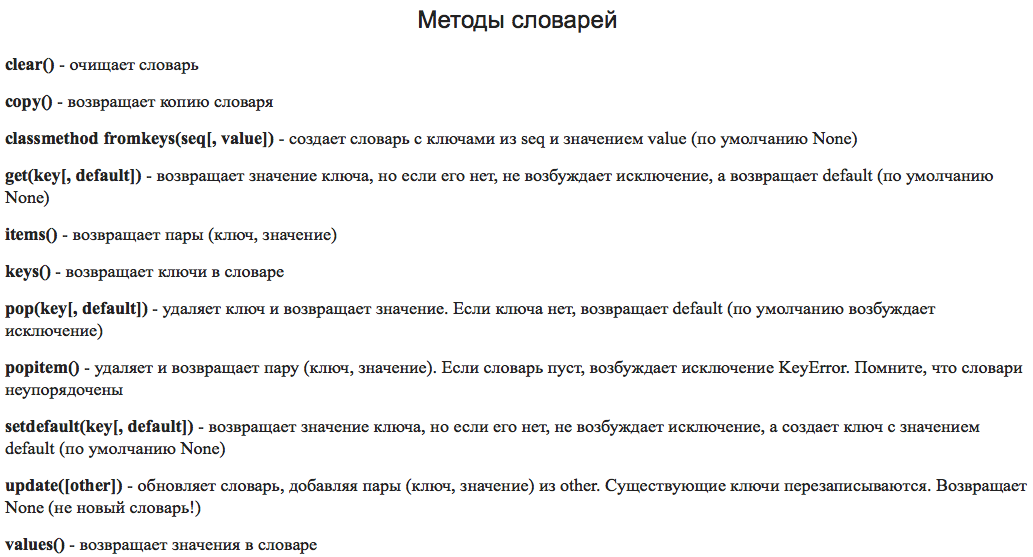 Методы словарей
clear() - очищает словарь
copy() - возвращает копию словаря
classmethod fromkeys(seq[, value]) - создает словарь с ключами из seq и значением value (по умолчанию None)
get(key[, default]) - возвращает значение ключа, но если его нет, не возбуждает исключение, а возвращает default (по умолчанию
None)
items() - возвращает пары (ключ, значение)
keys() - возвращает ключи в словаре
pop(key[, default]) - удаляет ключ и возвращает значение. Если ключа нет, возвращает default (по умолчанию возбуждает
исключение)
popitem() - удаляет и возвращает пару (ключ, значение). Если словарь пуст, возбуждает исключение KeyError. Помните, что словари
неупорядочены
setdefault(key[, default]) - возвращает значение ключа, но если его нет, не возбуждает исключение, а создает ключ с значением
default (по умолчанию None)
update([other]) - обновляет словарь, добавляя пары (ключ, значение) из other. Существующие ключи перезаписываются. Возвращает
None (не новый словарь!)
values() - возвращает значения в словаре